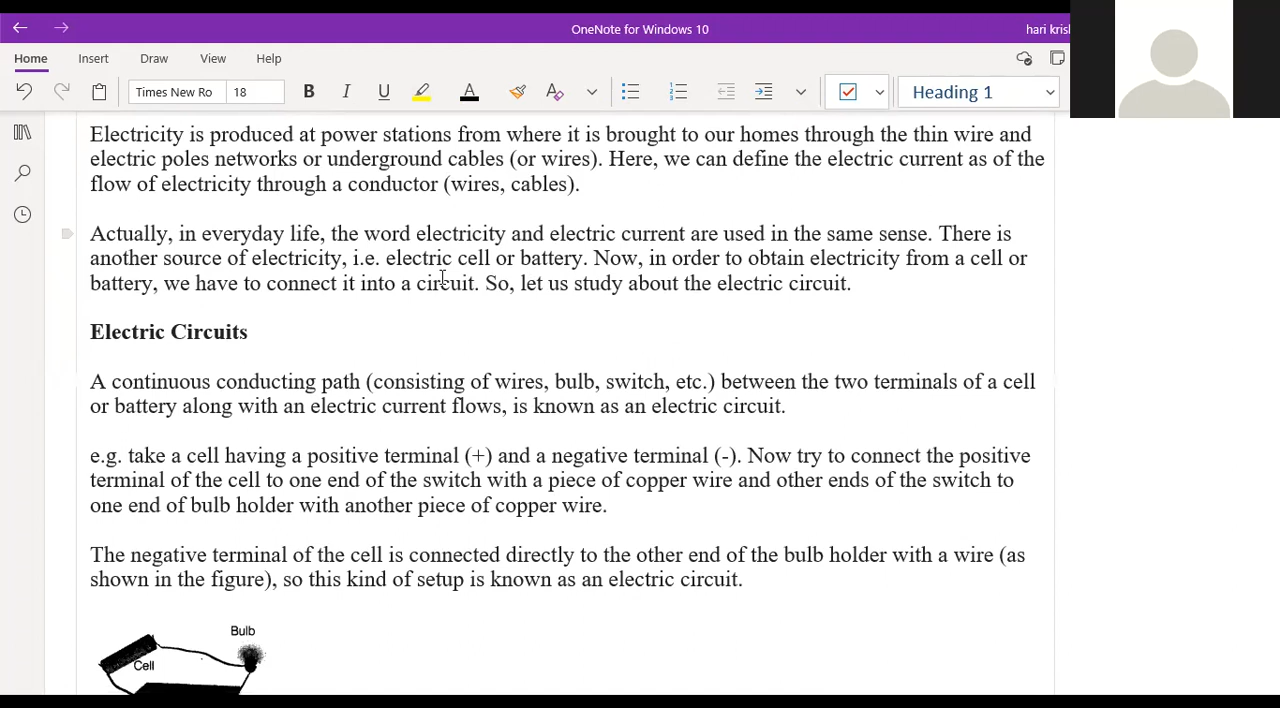 OneNote for Windows 10
hari krish
Home Insert Draw View Help
Times New Ro 18 B I U A Heading 1
Electricity is produced at power stations from where it is brought to our homes through the thin wire and
electric poles networks or underground cables (or wires). Here, we can define the electric current as of the
flow of electricity through a conductor (wires, cables).
Actually, in everyday life, the word electricity and electric current are used in the same sense. There is
another source of electricity, i.e. electric cell or battery. Now, in order to obtain electricity from a cell or
battery, we have to connect it into a circuit. So, let us study about the electric circuit.
Electric Circuits
A continuous conducting path (consisting of wires, bulb, switch, etc.) between the two terminals of a cell
or battery along with an electric current flows, is known as an electric circuit.
e.g. take a cell having a positive terminal (+) and a negative terminal (-). Now try to connect the positive
terminal of the cell to one end of the switch with a piece of copper wire and other ends of the switch to
one end of bulb holder with another piece of copper wire.
The negative terminal of the cell is connected directly to the other end of the bulb holder with a wire (as
shown in the figure), so this kind of setup is known as an electric circuit.
Bulb
Cell